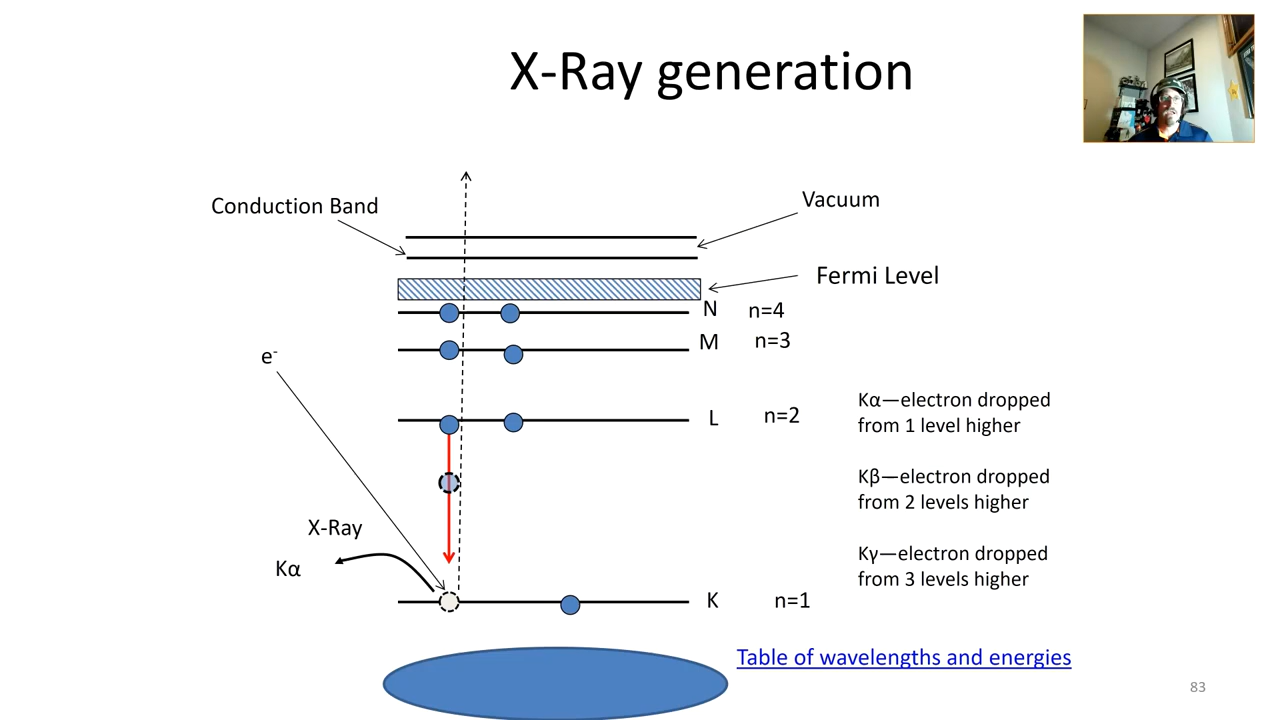 X-Ray generation
Conduction Band
Vacuum
Fermi Level
N n=4
M n=3
e-
L n=2
Kα—electron dropped
from 1 level higher
Kβ—electron dropped
from 2 levels higher
X-Ray
Kα
Kγ—electron dropped
from 3 levels higher
K n=1
Table of wavelengths and energies
83